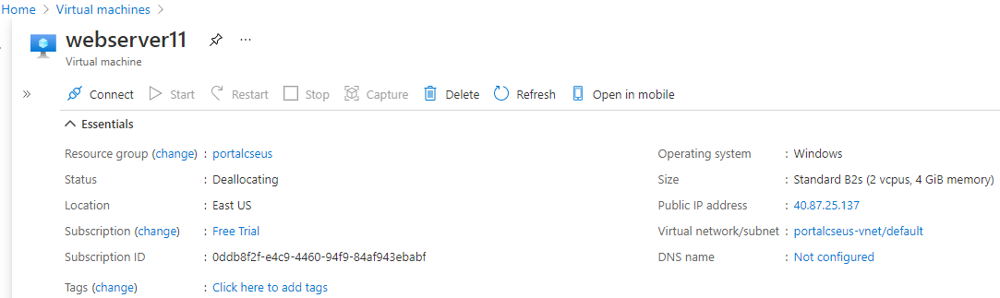 Home > Virtual machines >
webserver11 ...
Virtual machine
» Connect Start Restart Stop Capture Delete Refresh Open in mobile
Essentials
Resource group (change) : portalcseus Operating system : Windows
Status : Deallocating Size : Standard B2s (2 vcpus, 4 GiB memory)
Location : East US Public IP address : 40.87.25.137
Subscription (change) : Free Trial Virtual network/subnet : portalcseus-vnet/default
Subscription ID : 0ddb8f2f-e4c9-4460-94f9-84af943ebabf DNS name : Not configured
Tags (change) : Click here to add tags